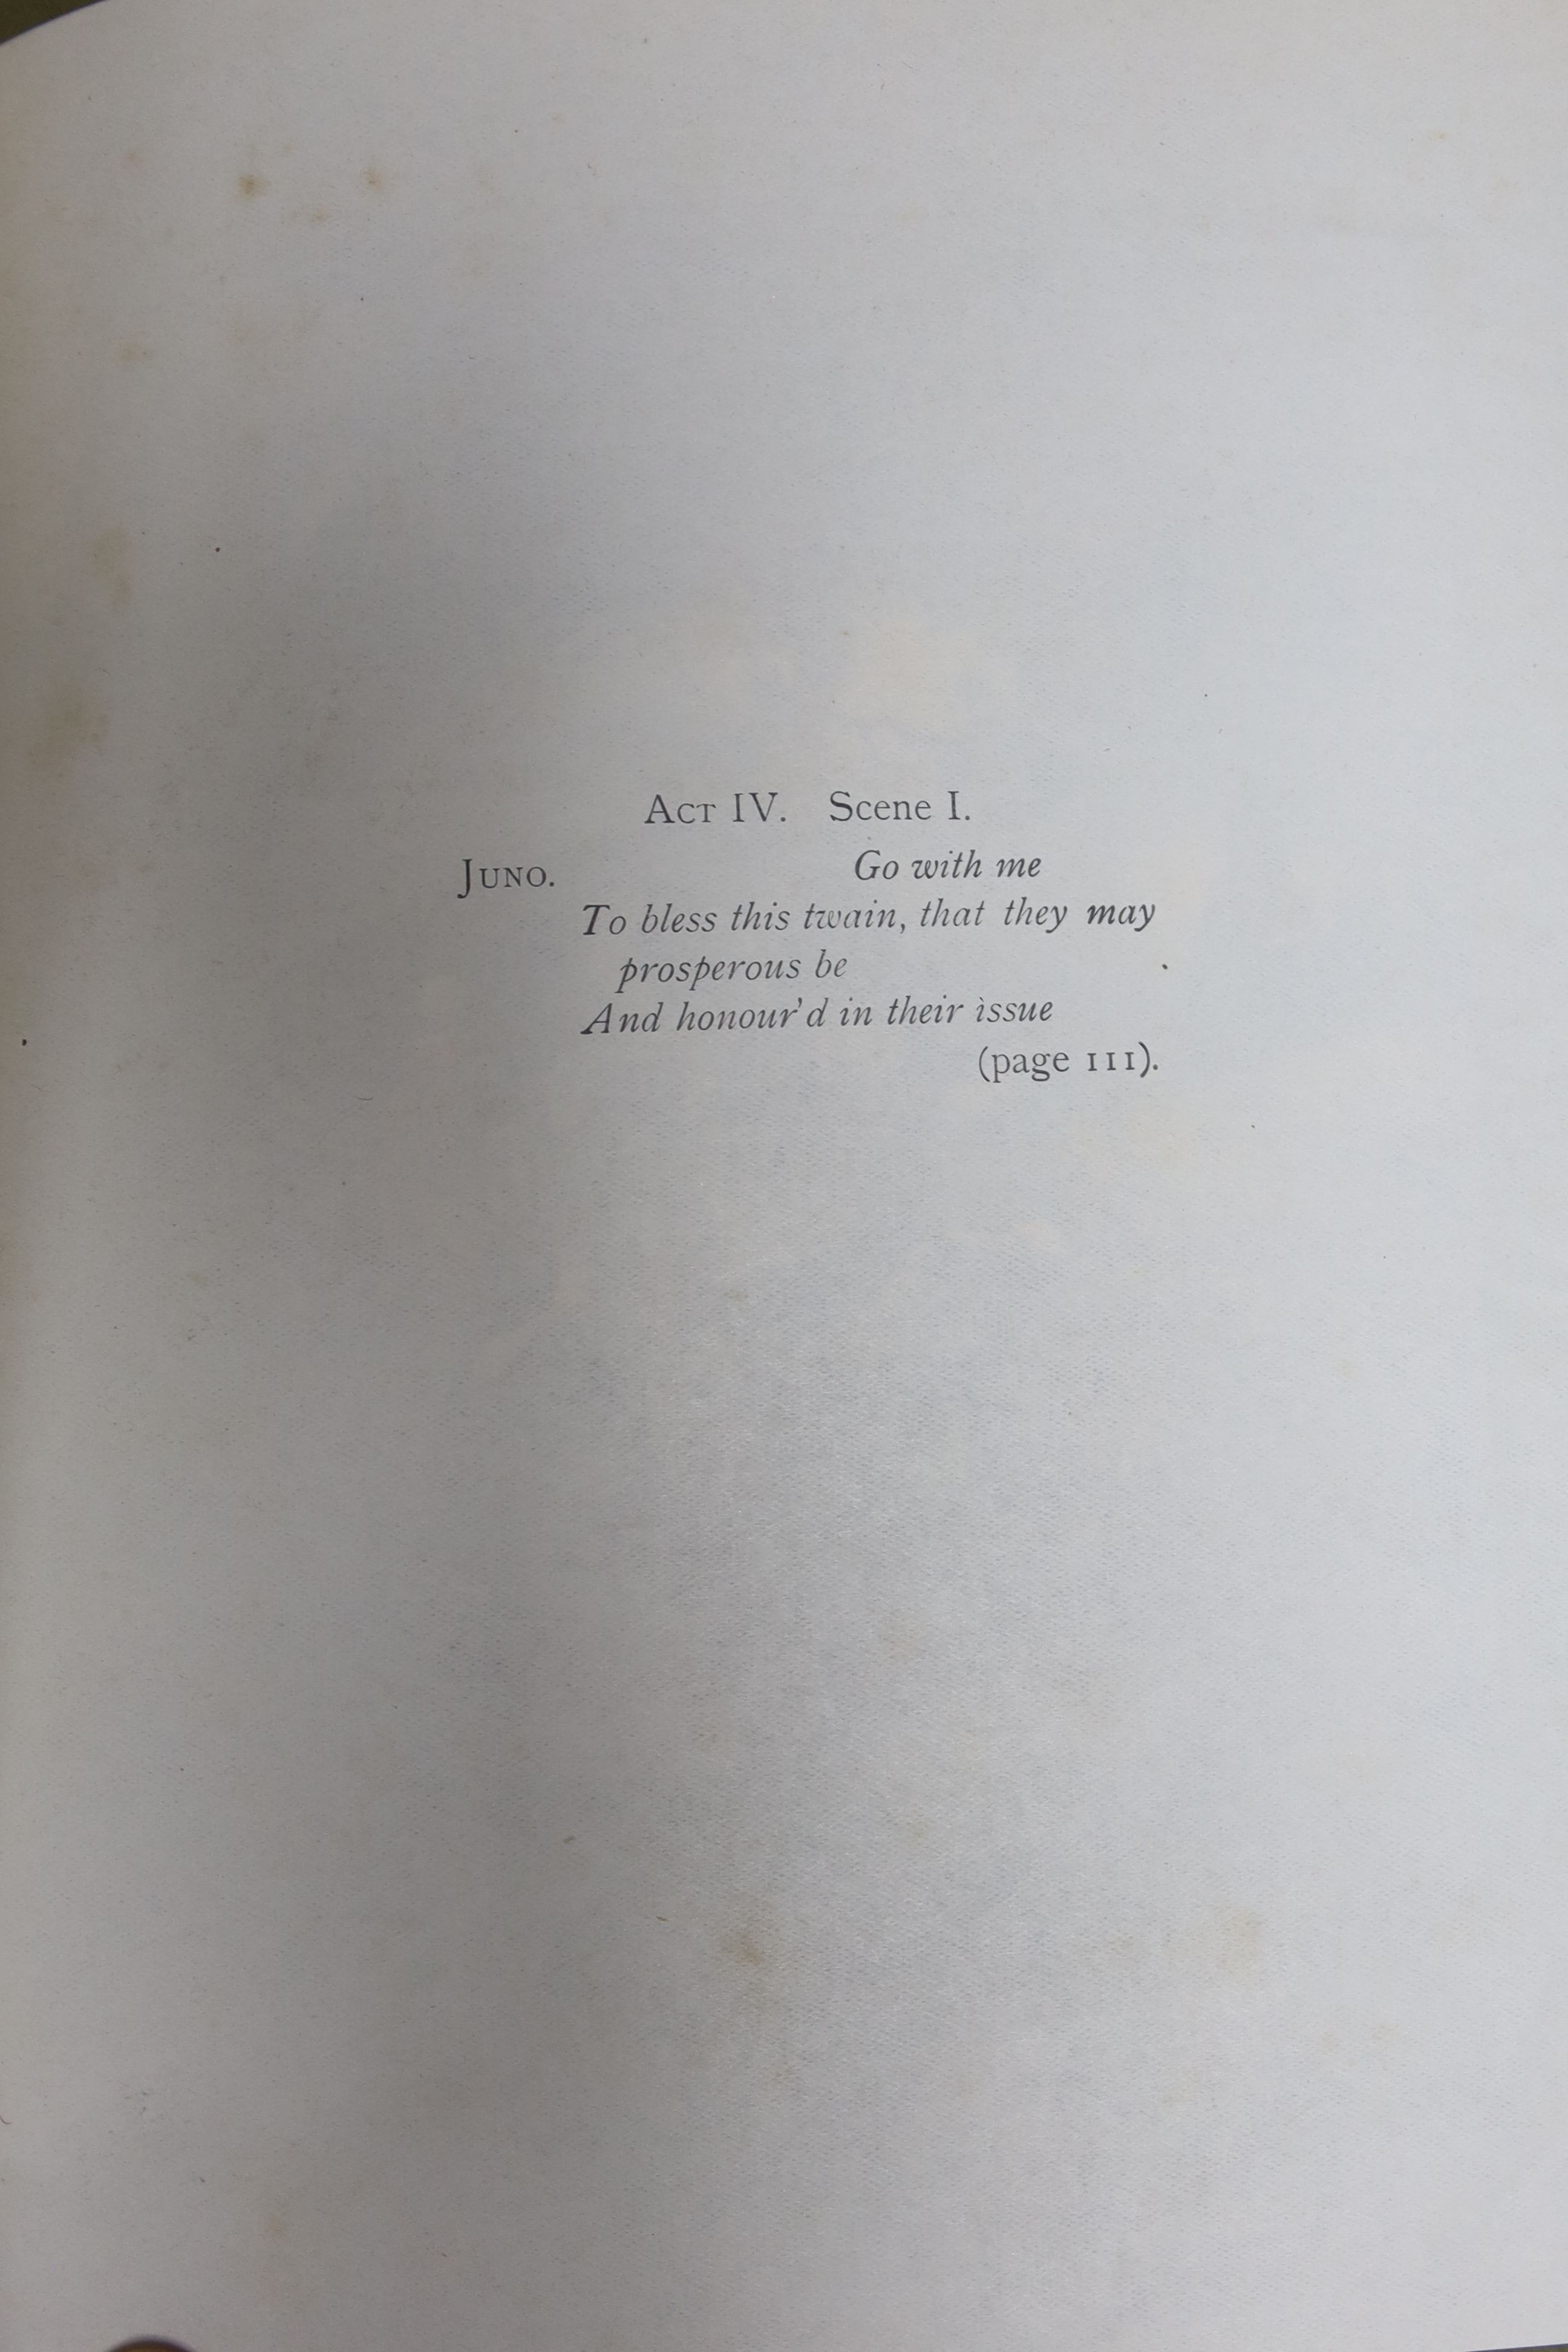 Act IV. Scene I.
Juno. Go with me
To bless this twain, that they may
prosperous be
And honour'd in their issue
(page 111).